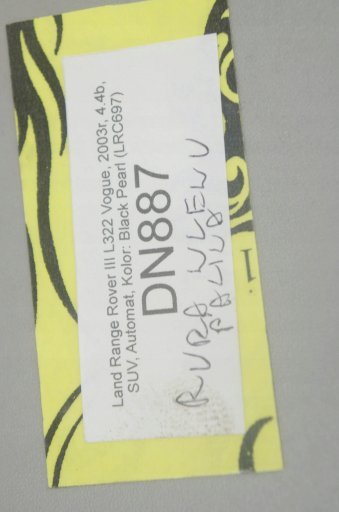 Land Range Rover III L322 Vogue, 2003r, 4.4b,
SUV, Automat, Kolor: Black Pearl (LRC697)
DN887
RURA WLEWU
PALIWA